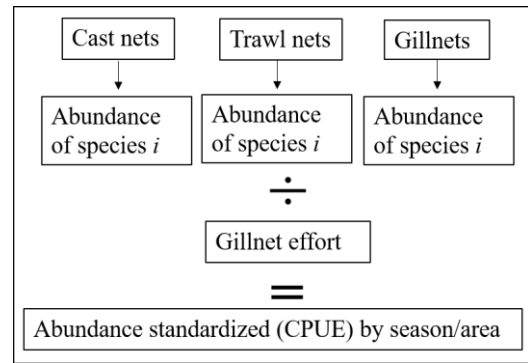 Cast nets
Trawl nets
Gillnets
Abundance
of species i
Abundance
of species i
Abundance
of species i
÷
Gillnet effort
=
Abundance standardized (CPUE) by season/area